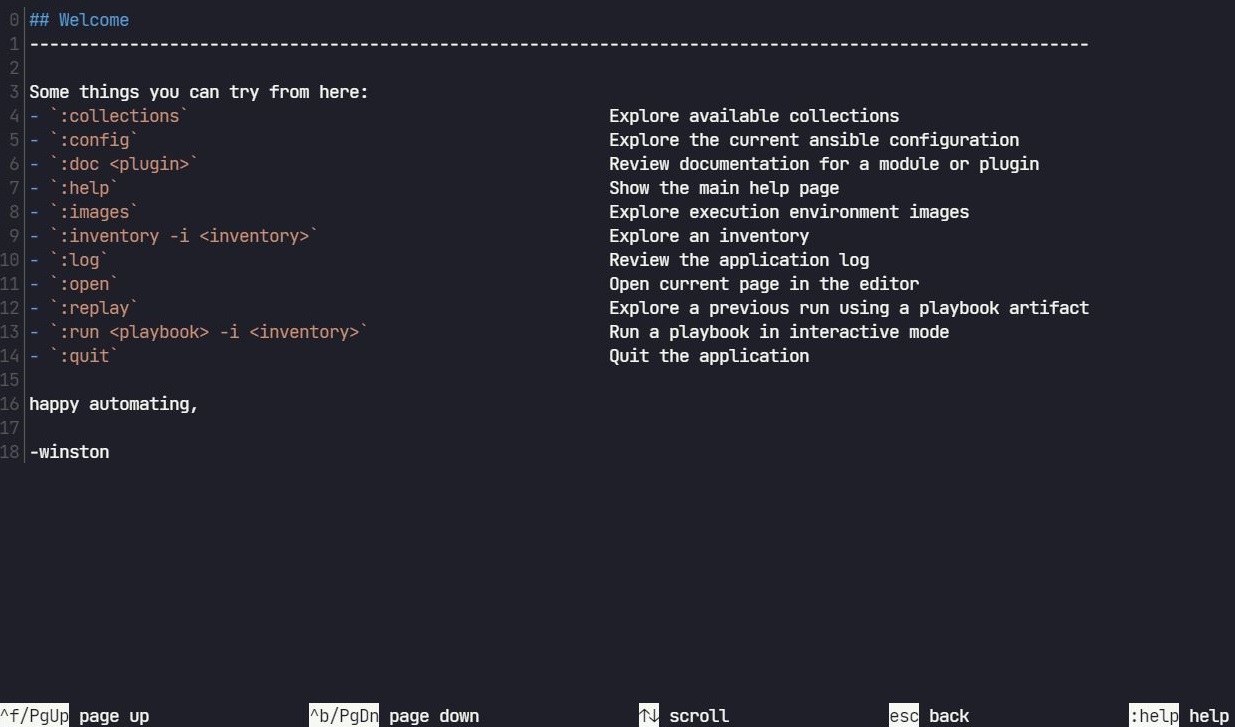 0 ## Welcome
1 ----------------------------------------------------------------------------------------------------------
2
3 Some things you can try from here:
4 - `:collections` Explore available collections
5 - `:config` Explore the current ansible configuration
6 - `:doc <plugin>` Review documentation for a module or plugin
7 - `:help` Show the main help page
8 - `:images` Explore execution environment images
9 - `:inventory -i <inventory>` Explore an inventory
10 - `:log` Review the application log
11 - `:open` Open current page in the editor
12 - `:replay` Explore a previous run using a playbook artifact
13 - `:run <playbook> -i <inventory>` Run a playbook in interactive mode
14 - `:quit` Quit the application
15
16 happy automating,
17
18 -winston
^f/PgUp page up ^b/PgDn page down ↑↓ scroll esc back :help help